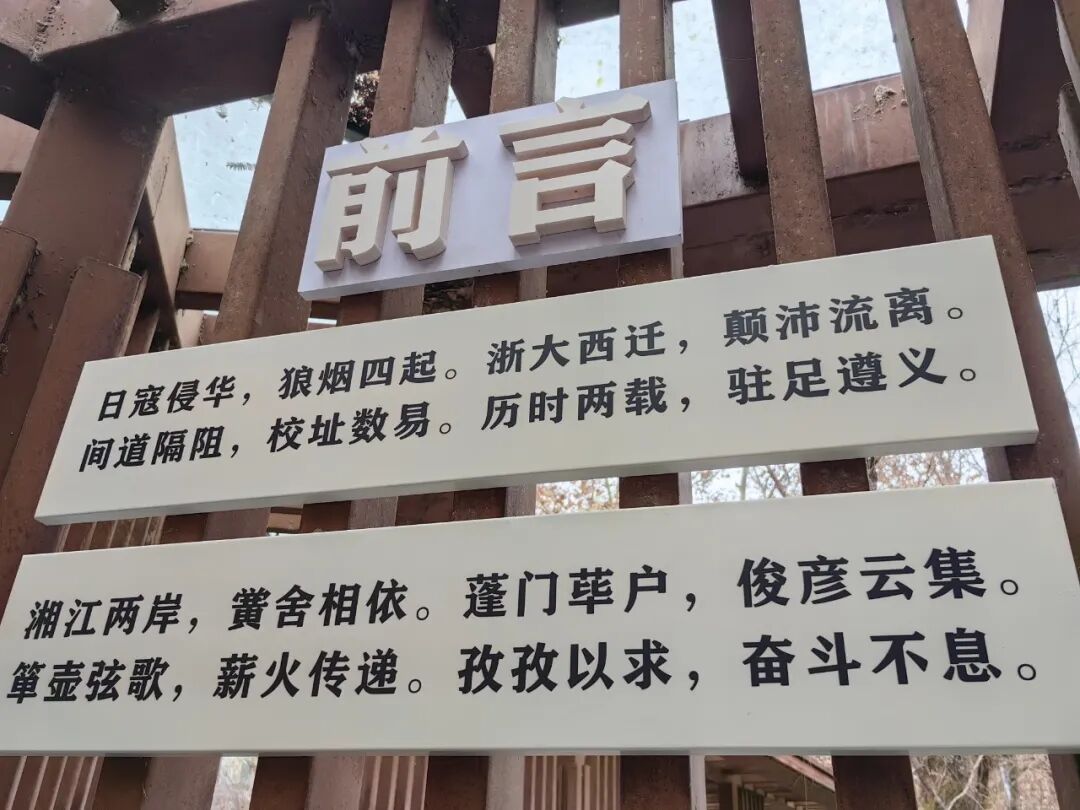 前言
日寇侵华，狼烟四起。浙大西迁，颠沛流离。
间道隔阻，校址数易。历时两载，驻足遵义。
湘江两岸，黉舍相依。蓬门荜户，俊彦云集。
箪壶弦歌，薪火传递。孜孜以求，奋斗不息。